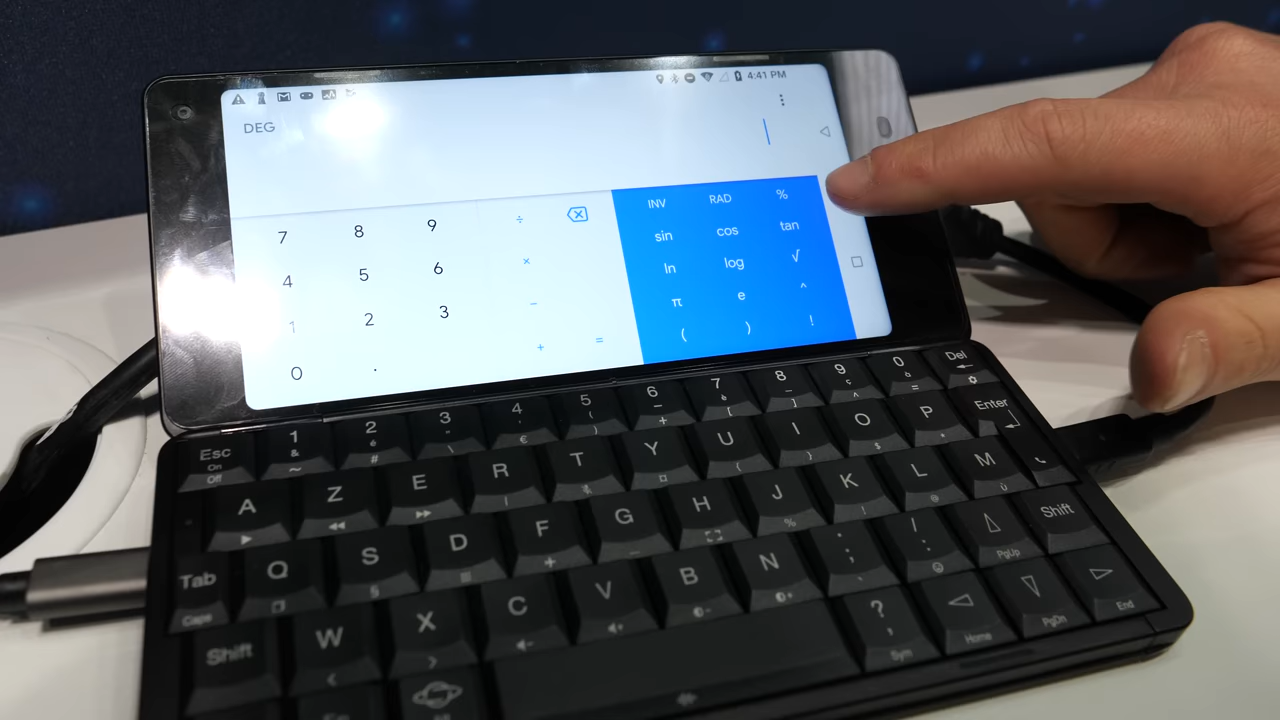 4:41 PM
DEG
7 8 9 ÷ INV RAD %
4 5 6 × sin cos tan
1 2 3 − ln log √
0 . + = π e ^
( ) !
Esc 1 2 3 4 5 6 7 8 9 0 Del
On & é # ( _ + è [ ] ç ^ à =
Off ~ € )
A Z E R T Y U I O P Enter
$
Q S D F G H J K L M
§ % ! ù
Tab
Caps
Shift W X C V B N ; : ! Shift
< > PgUp
? , Sym Home PgDn End